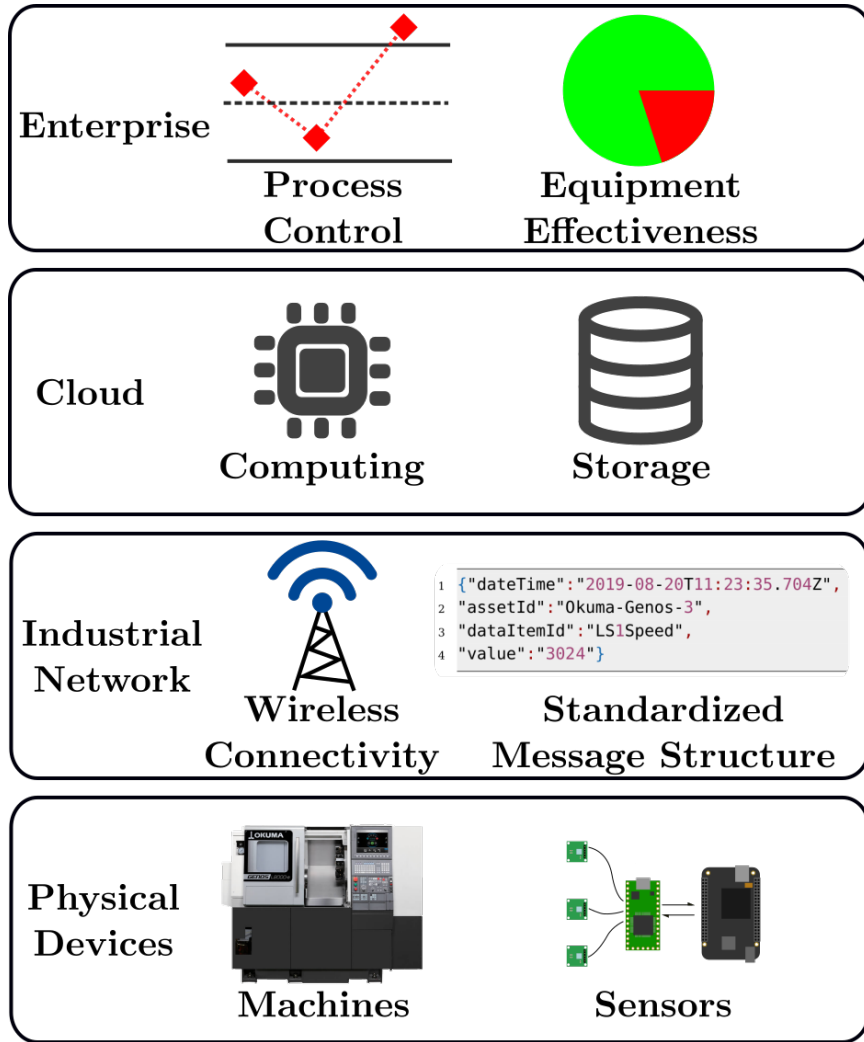 Enterprise
Process
Control
Equipment
Effectiveness
Cloud
Computing
Storage
Industrial
Network
1 {"dateTime":"2019-08-20T11:23:35.704Z",
2 "assetId":"Okuma-Genos-3",
3 "dataItemId":"LS1Speed",
4 "value":"3024"}
Wireless
Connectivity
Standardized
Message Structure
Physical
Devices
OKUMA
GENOS
Machines
Sensors